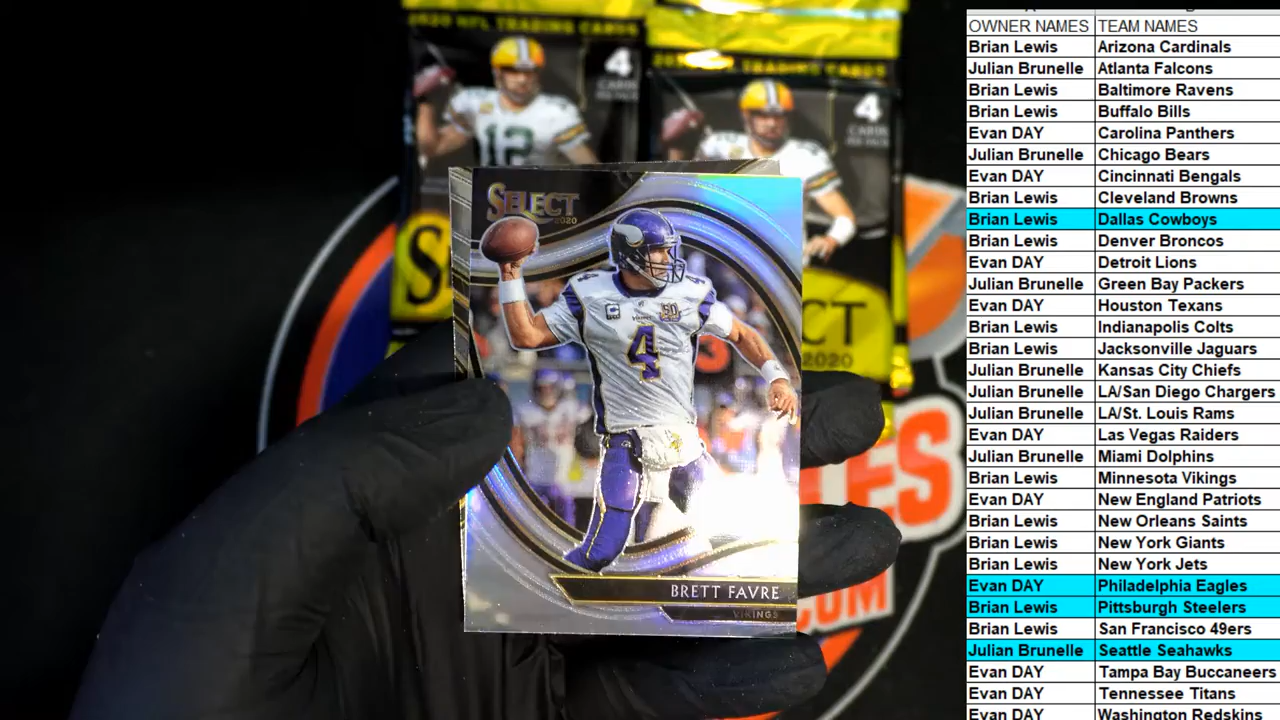 2020 NFL TRADING CARDS
4
CARDS
PER PACK
4
CARDS
12
SELECT
2020
4
4
50
BRETT FAVRE
VIKINGS
2020
.COM
OWNER NAMES TEAM NAMES
Brian Lewis Arizona Cardinals
Julian Brunelle Atlanta Falcons
Brian Lewis Baltimore Ravens
Brian Lewis Buffalo Bills
Evan DAY Carolina Panthers
Julian Brunelle Chicago Bears
Evan DAY Cincinnati Bengals
Brian Lewis Cleveland Browns
Brian Lewis Dallas Cowboys
Brian Lewis Denver Broncos
Evan DAY Detroit Lions
Julian Brunelle Green Bay Packers
Evan DAY Houston Texans
Brian Lewis Indianapolis Colts
Brian Lewis Jacksonville Jaguars
Julian Brunelle Kansas City Chiefs
Julian Brunelle LA/San Diego Chargers
Julian Brunelle LA/St. Louis Rams
Evan DAY Las Vegas Raiders
Julian Brunelle Miami Dolphins
Brian Lewis Minnesota Vikings
Evan DAY New England Patriots
Brian Lewis New Orleans Saints
Brian Lewis New York Giants
Brian Lewis New York Jets
Evan DAY Philadelphia Eagles
Brian Lewis Pittsburgh Steelers
Brian Lewis San Francisco 49ers
Julian Brunelle Seattle Seahawks
Evan DAY Tampa Bay Buccaneers
Evan DAY Tennessee Titans
Evan DAY Washington Redskins